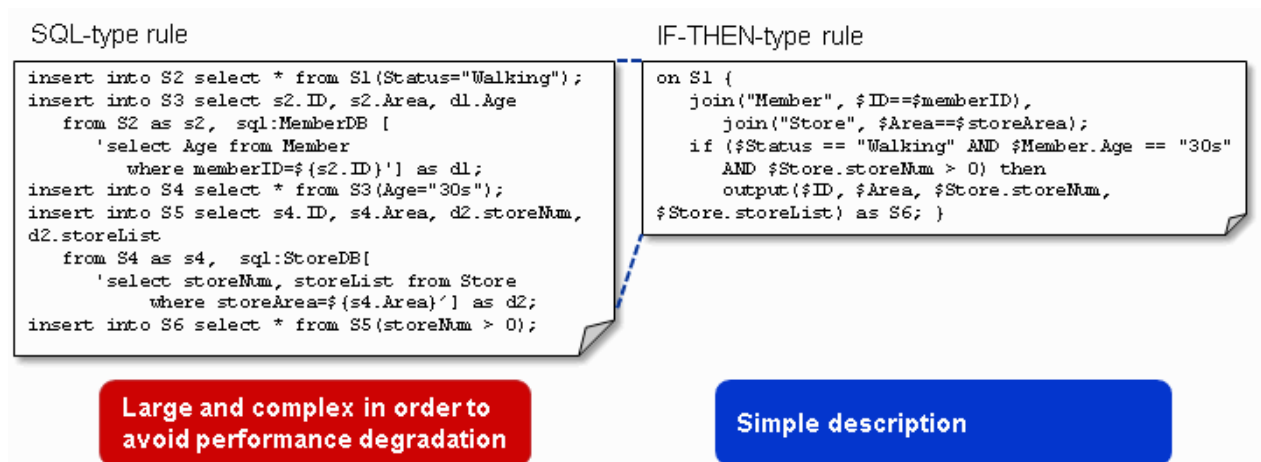 SQL-type rule
insert into S2 select * from S1(Status="Walking");
insert into S3 select s2.ID, s2.Area, d1.Age
from S2 as s2, sql:MemberDB [
'select Age from Member
where memberID=${s2.ID}'] as d1;
insert into S4 select * from S3(Age="30s");
insert into S5 select s4.ID, s4.Area, d2.storeNum,
d2.storeList
from S4 as s4, sql:StoreDB[
'select storeNum, storeList from Store
where storeArea=${s4.Area}´] as d2;
insert into S6 select * from S5(storeNum > 0);
Large and complex in order to
avoid performance degradation
IF-THEN-type rule
on S1 {
join("Member", $ID==$memberID),
join("Store", $Area==$storeArea);
if ($Status == "Walking" AND $Member.Age == "30s"
AND $Store.storeNum > 0) then
output($ID, $Area, $Store.storeNum,
$Store.storeList) as S6; }
Simple description